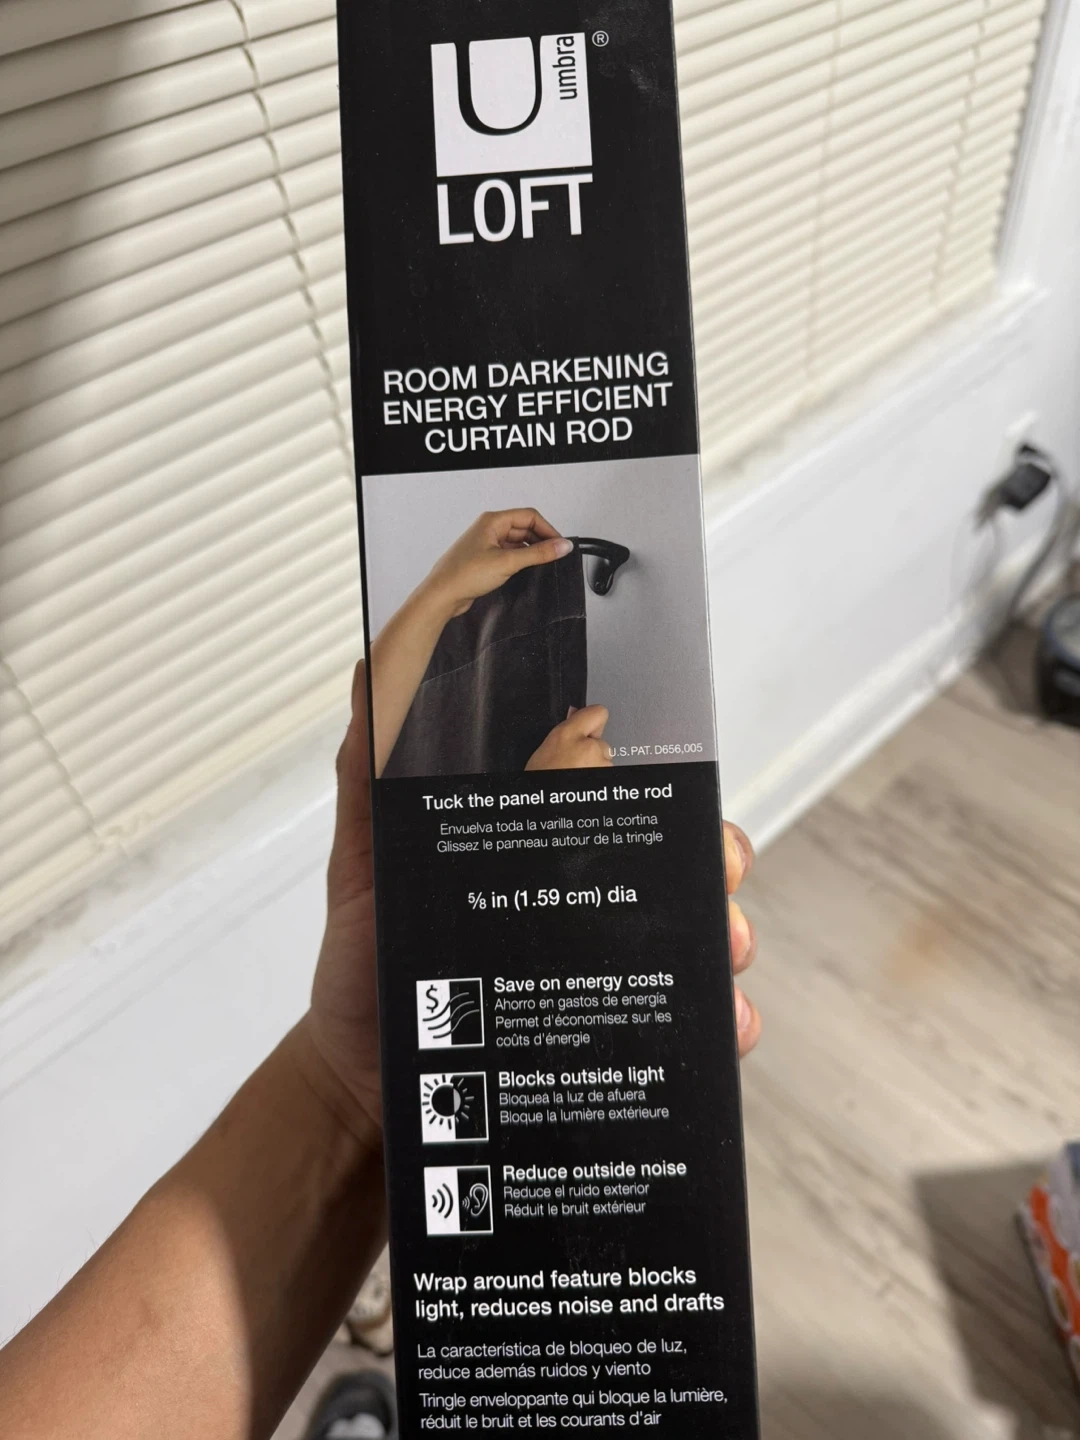 umbra®
U
LOFT
ROOM DARKENING
ENERGY EFFICIENT
CURTAIN ROD
U.S. PAT. D656,005
Tuck the panel around the rod
Envuelva toda la varilla con la cortina
Glissez le panneau autour de la tringle
⅝ in (1.59 cm) dia
$
Save on energy costs
Ahorro en gastos de energía
Permet d'économisez sur les
coûts d'énergie
Blocks outside light
Bloquea la luz de afuera
Bloque la lumière extérieure
Reduce outside noise
Reduce el ruido exterior
Réduit le bruit extérieur
Wrap around feature blocks
light, reduces noise and drafts
La característica de bloqueo de luz,
reduce además ruidos y viento
Tringle enveloppante qui bloque la lumière,
réduit le bruit et les courants d'air